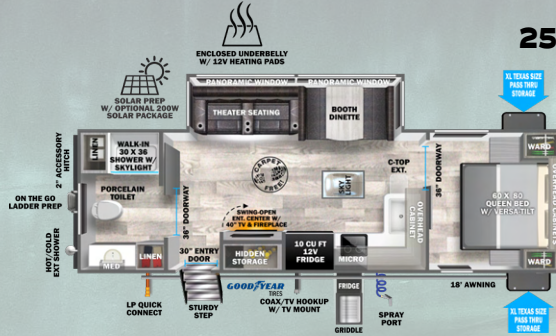 25
ENCLOSED UNDERBELLY
W/ 12V HEATING PADS
XL TEXAS SIZE
PASS THRU
STORAGE
SOLAR PREP
W/ OPTIONAL 200W
SOLAR PACKAGE
PANORAMIC WINDOW
PANORAMIC WINDOW
THEATER SEATING
BOOTH
DINETTE
2" ACCESSORY
HITCH
LINEN
WALK-IN
30 X 36
SHOWER W/
SKYLIGHT
CARPET
FREE!
C-TOP
EXT.
36" DOORWAY
WARD
ON THE GO
LADDER PREP
PORCELAIN
TOILET
36" DOORWAY
SKY
LIGHT
60 X 80
QUEEN BED
W/ VERSA TILT
OVERHEAD CABINETS
SWING-OPEN
ENT. CENTER W/
40" TV & FIREPLACE
OVERHEAD
CABINET
HOT/COLD
EXT SHOWER
MED
LINEN
30" ENTRY
DOOR
HIDDEN
STORAGE
10 CU FT
12V
FRIDGE
MICRO
WARD
18' AWNING
LP QUICK
CONNECT
STURDY
STEP
GOODYEAR
TIRES
COAX/TV HOOKUP
W/ TV MOUNT
FRIDGE
GRIDDLE
SPRAY
PORT
XL TEXAS SIZE
PASS THRU
STORAGE